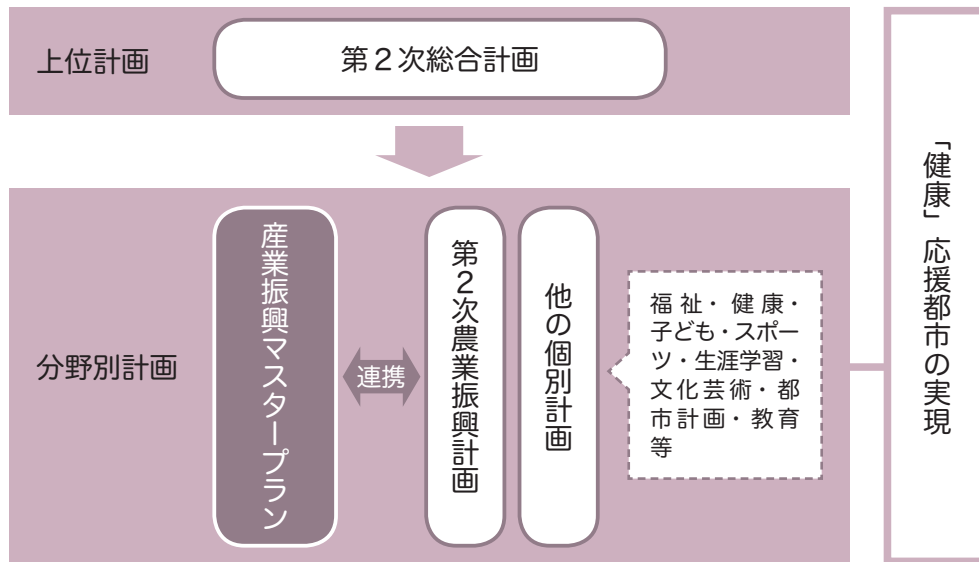 上位計画
第2次総合計画
分野別計画
産業振興マスタープラン
連携
第2次農業振興計画
他の個別計画
福祉・健康・
子ども・スポー
ツ・生涯学習・
文化芸術・都
市計画・教育
等
「健康」応援都市の実現